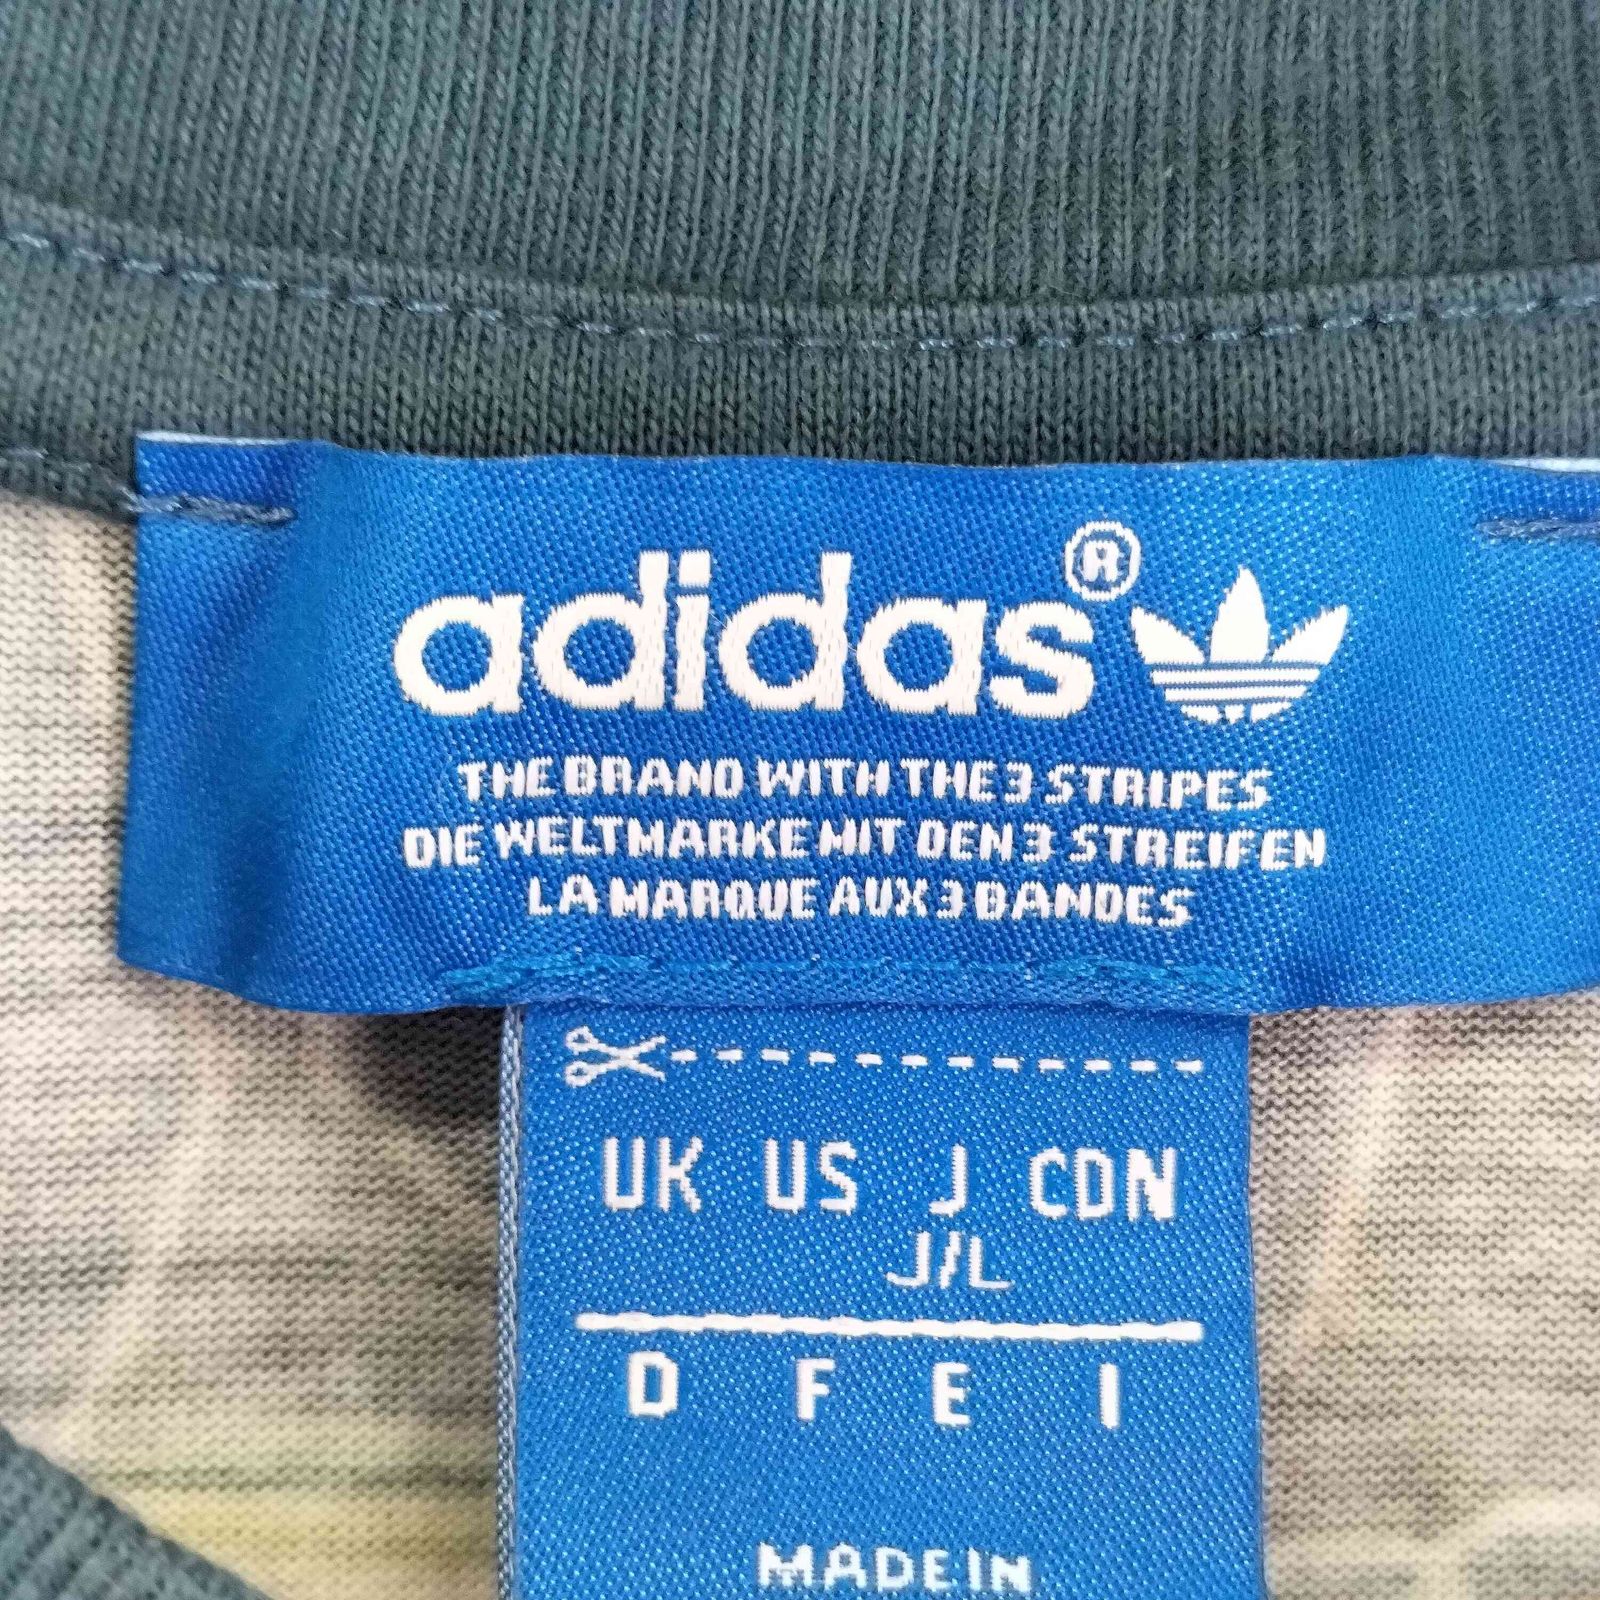 adidas®
THE BRAND WITH THE 3 STRIPES
DIE WELTMARKE MIT DEN 3 STREIFEN
LA MARQUE AUX 3 BANDES
UK US J CDN
J/L
D F E I
MADE IN